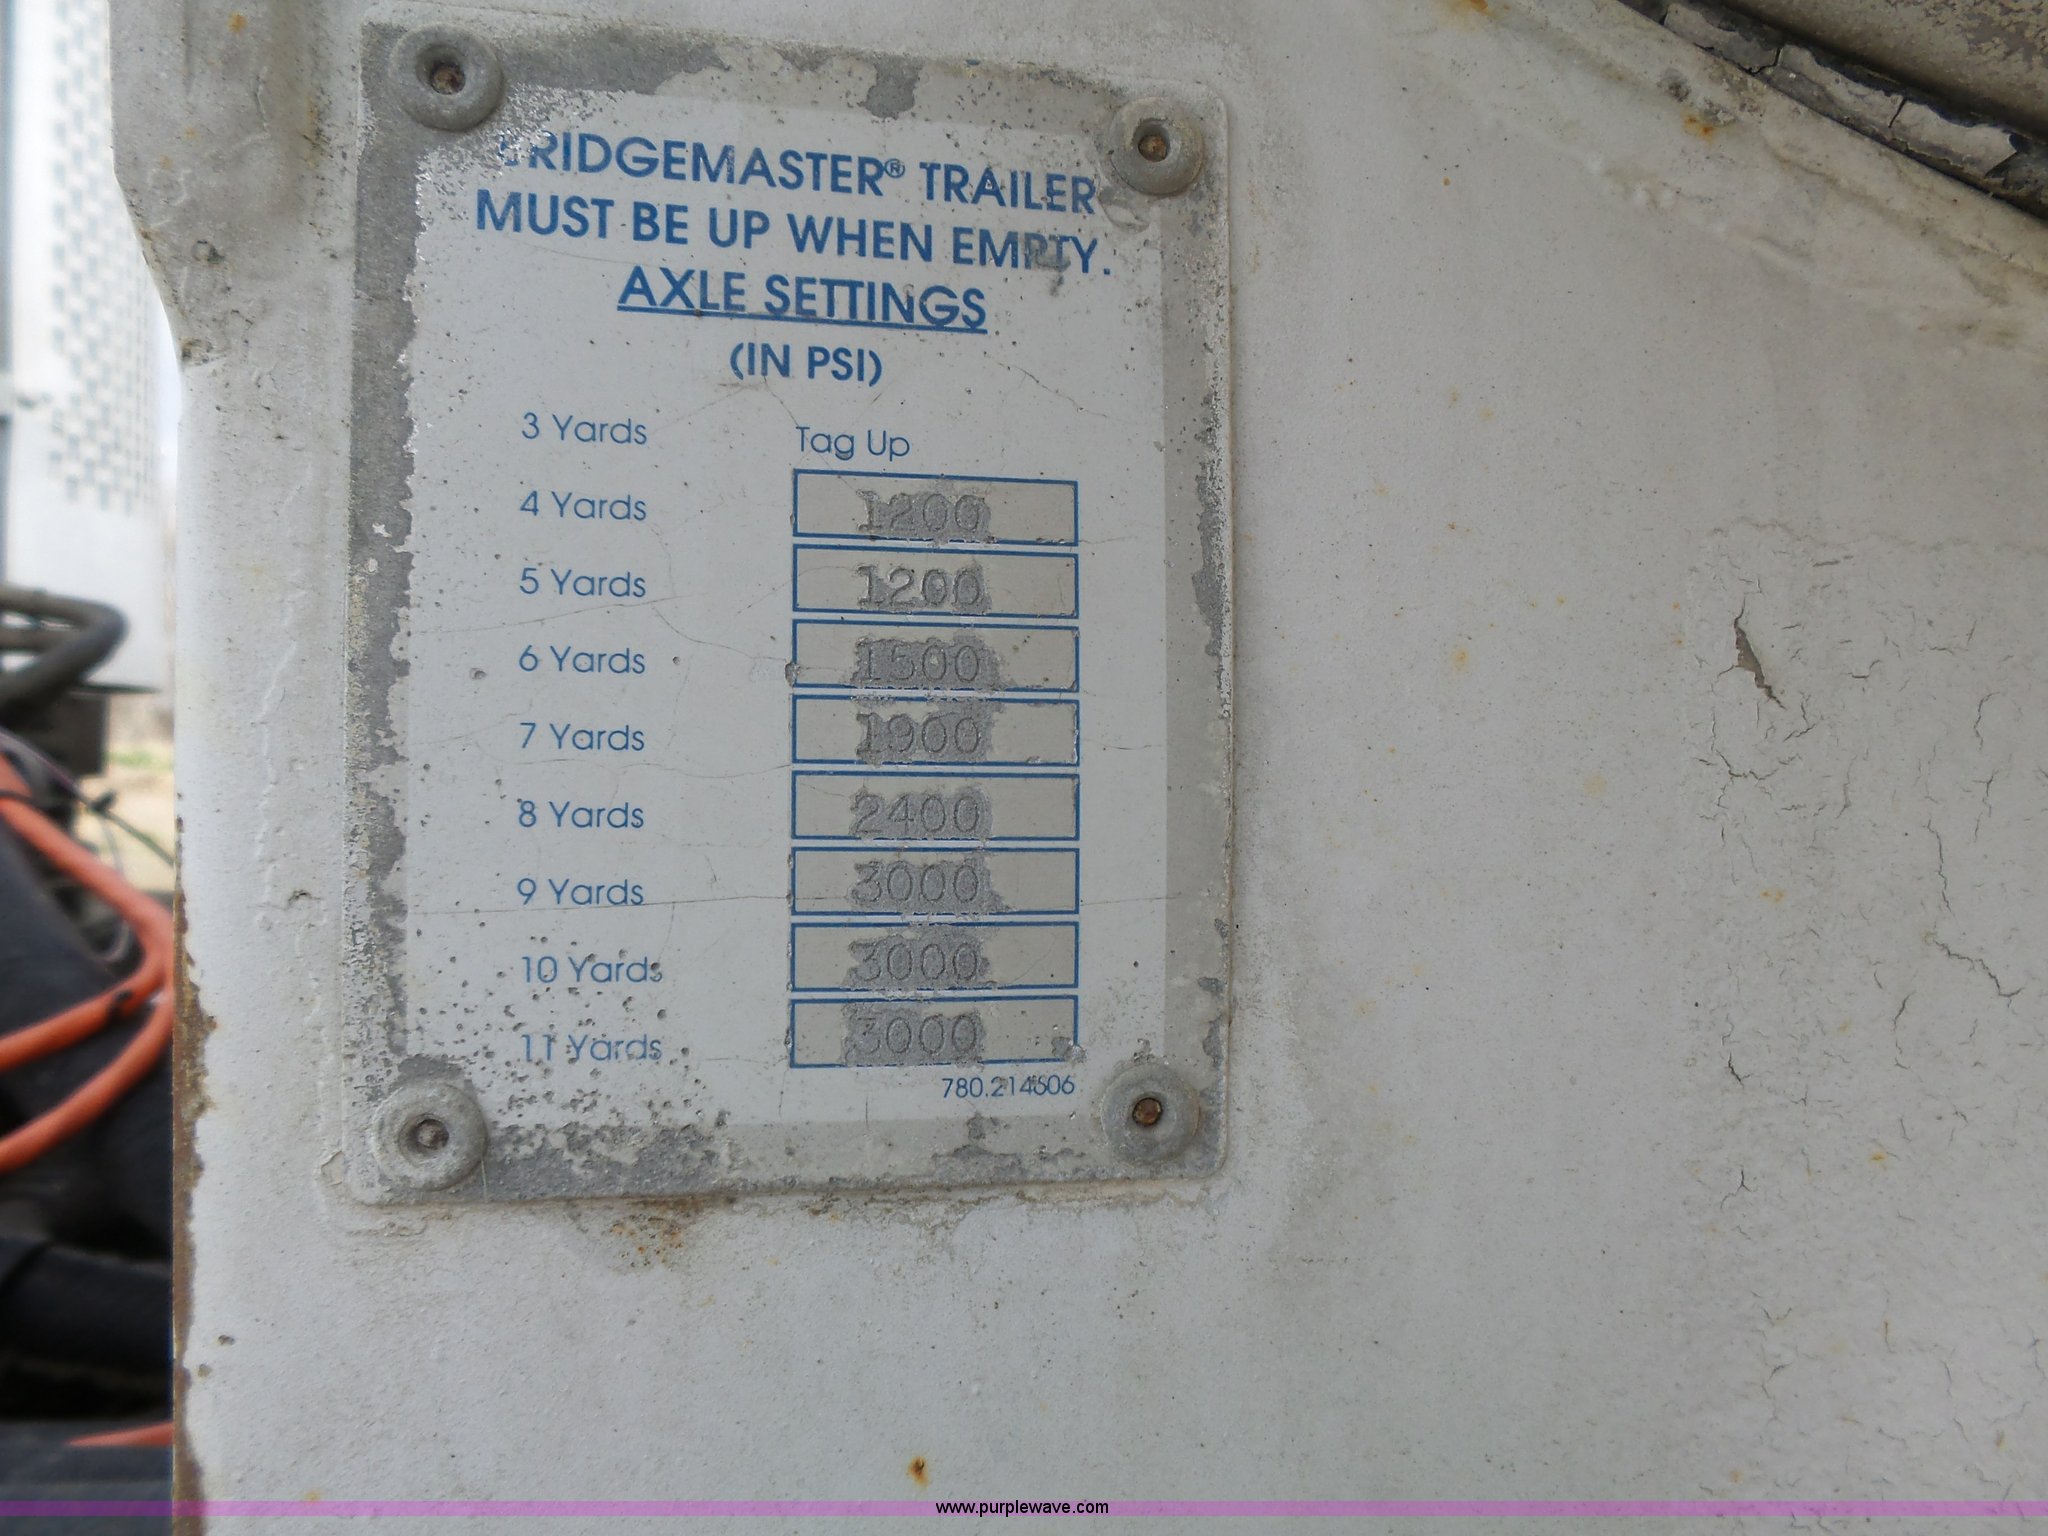 BRIDGEMASTER® TRAILER
MUST BE UP WHEN EMPTY.
AXLE SETTINGS
(IN PSI)
3 Yards Tag Up
4 Yards 1200
5 Yards 1200
6 Yards 1500
7 Yards 1900
8 Yards 2400
9 Yards 3000
10 Yards 3000
11 Yards 3000
780.214606
www.purplewave.com